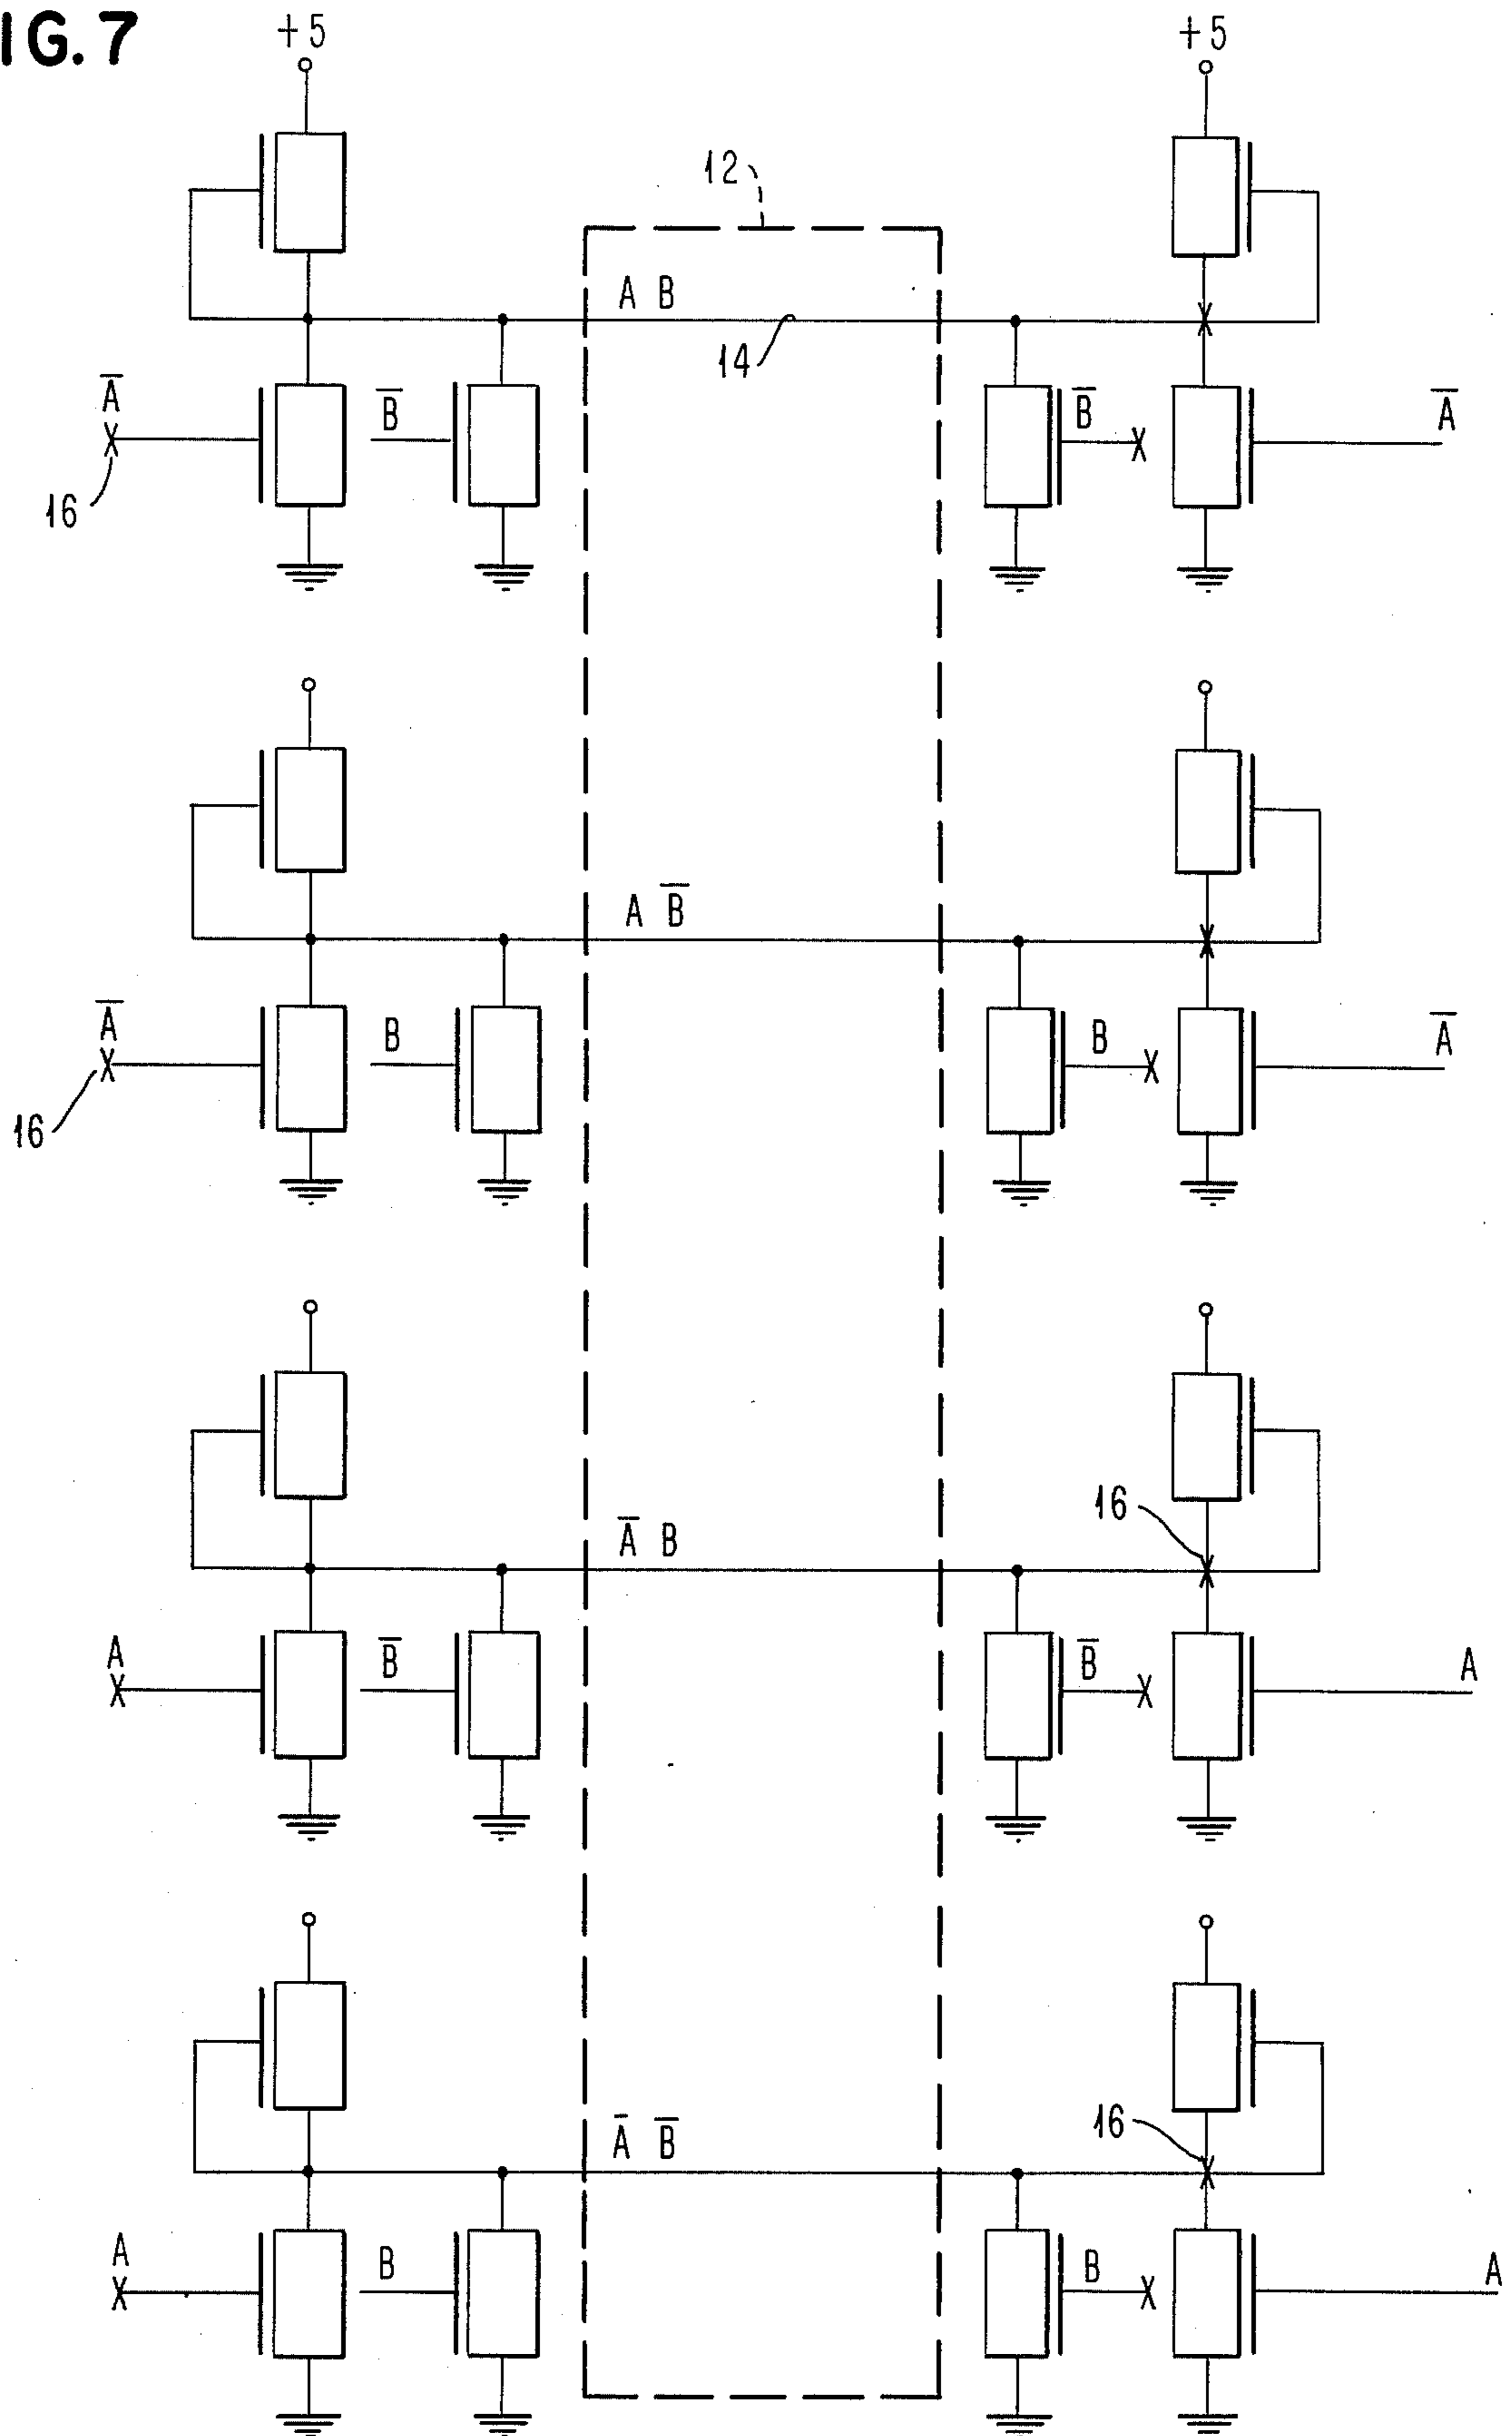 IG. 7
+5 +5
12
A B
14
A̅ B̅ B̅ A̅
16
A B̅
A̅ B B A̅
16
16
A̅ B
A B̅ B̅ A
16
A̅ B̅
A B B A